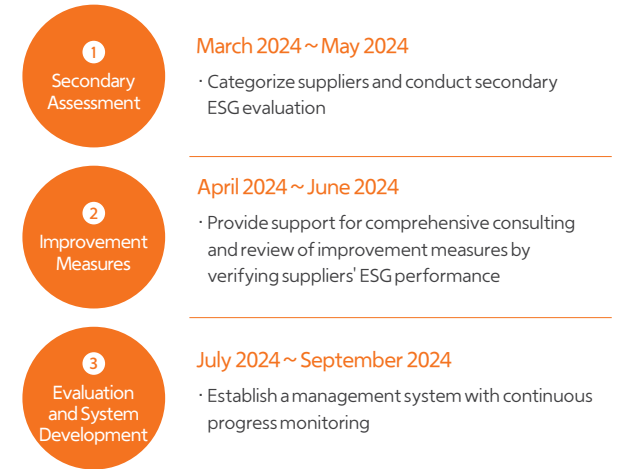 1
Secondary
Assessment
March 2024 ~ May 2024
· Categorize suppliers and conduct secondary
ESG evaluation
2
Improvement
Measures
April 2024 ~ June 2024
· Provide support for comprehensive consulting
and review of improvement measures by
verifying suppliers' ESG performance
3
Evaluation
and System
Development
July 2024 ~ September 2024
· Establish a management system with continuous
progress monitoring